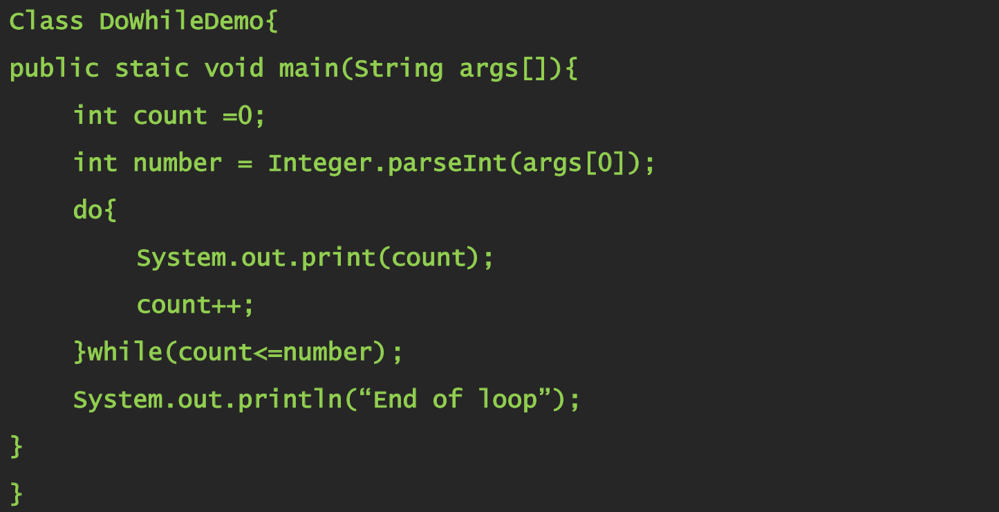 Class DoWhileDemo{
public staic void main(String args[]){
int count =0;
int number = Integer.parseInt(args[0]);
do{
System.out.print(count);
count++;
}while(count<=number);
System.out.println(“End of loop”);
}
}